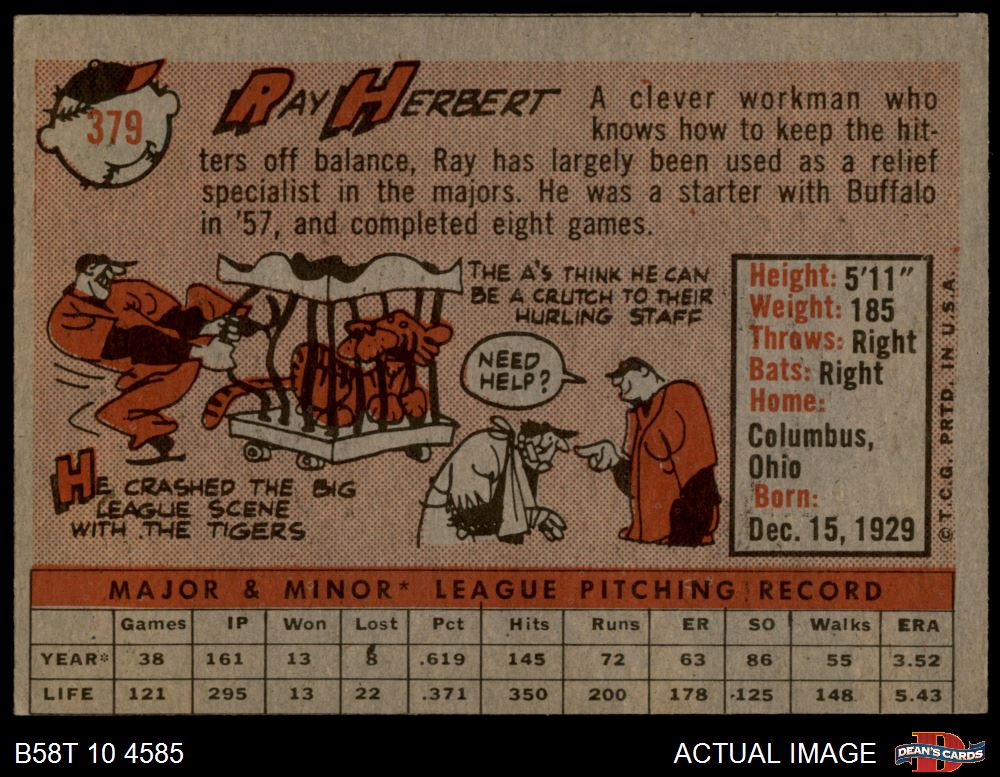 379
RAY HERBERT
A clever workman who
knows how to keep the hit-
ters off balance, Ray has largely been used as a relief
specialist in the majors. He was a starter with Buffalo
in '57, and completed eight games.
THE A'S THINK HE CAN
BE A CRUTCH TO THEIR
HURLING STAFF
NEED
HELP?
HE CRASHED THE BIG
LEAGUE SCENE
WITH THE TIGERS
Height: 5'11"
Weight: 185
Throws: Right
Bats: Right
Home:
Columbus,
Ohio
Born:
Dec. 15, 1929
© T.C.G. PRTD. IN U.S.A.
MAJOR & MINOR* LEAGUE PITCHING RECORD
Games IP Won Lost Pct Hits Runs ER SO Walks ERA
YEAR* 38 161 13 8 .619 145 72 63 86 55 3.52
LIFE 121 295 13 22 .371 350 200 178 125 148 5.43
B58T 10 4585
ACTUAL IMAGE
D
DEAN'S CARDS